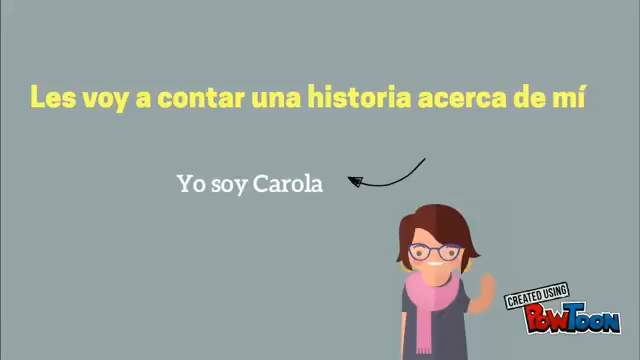 Les voy a contar una historia acerca de mí
Yo soy Carola
CREATED USING
POWTOON